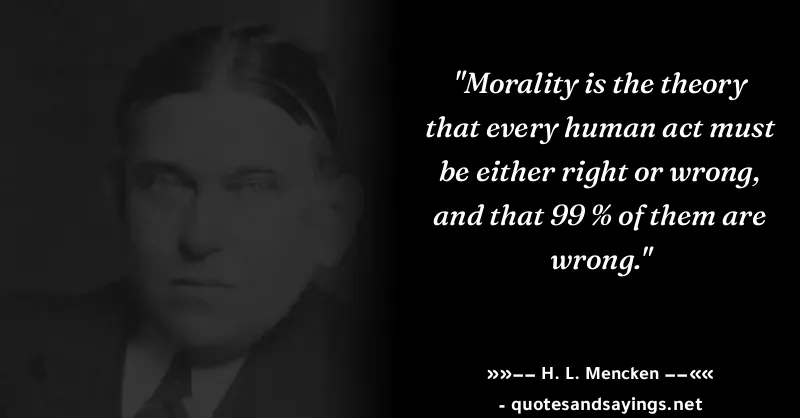 "Morality is the theory
that every human act must
be either right or wrong,
and that 99 % of them are
wrong."
»»−− H. L. Mencken −−««
- quotesandsayings.net